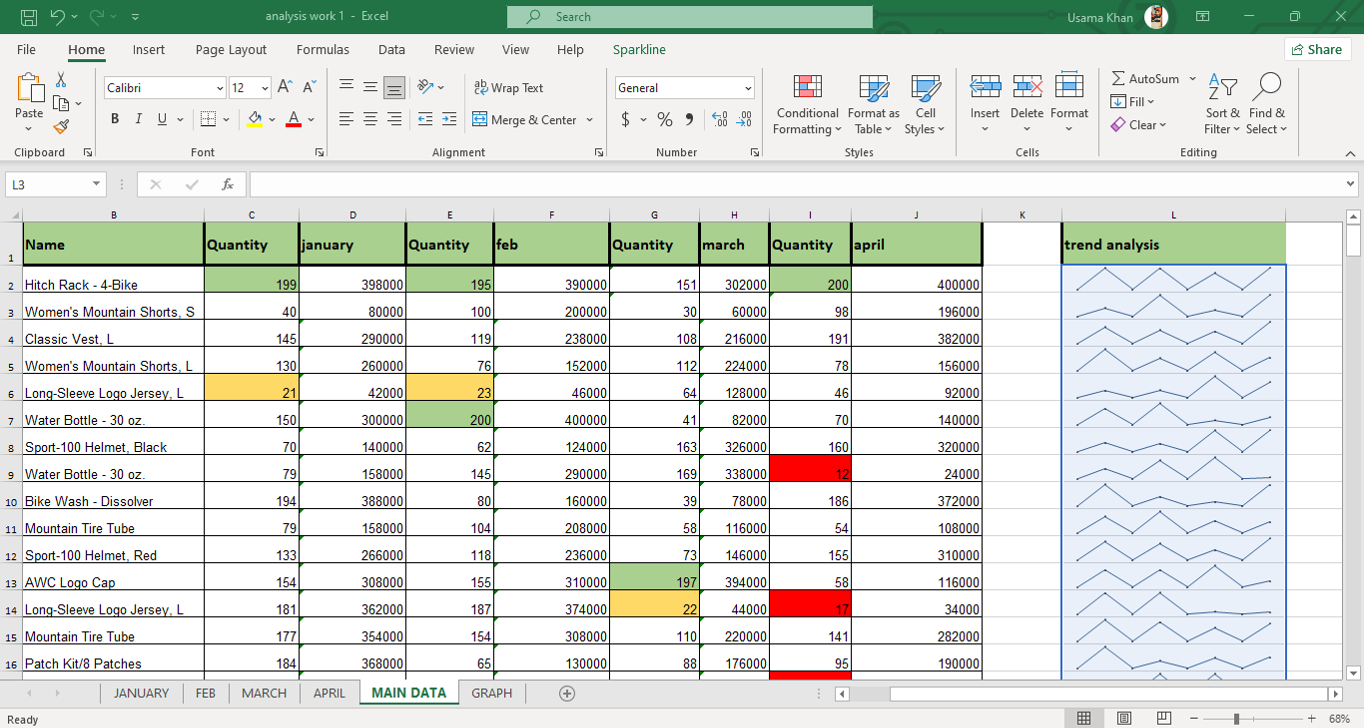 analysis work 1 - Excel
Search
Usama Khan
File Home Insert Page Layout Formulas Data Review View Help Sparkline Share
Paste
Clipboard
Calibri 12
B I U
Font
Wrap Text
Merge & Center
Alignment
General
$ %
Number
Conditional Formatting
Format as Table
Cell Styles
Styles
Insert Delete Format
Cells
AutoSum
Fill
Clear
Sort & Filter
Find & Select
Editing
L3 fx
B C D E F G H I J K L
1 Name Quantity january Quantity feb Quantity march Quantity april trend analysis
2 Hitch Rack - 4-Bike 199 398000 195 390000 151 302000 200 400000
3 Women's Mountain Shorts, S 40 80000 100 200000 30 60000 98 196000
4 Classic Vest, L 145 290000 119 238000 108 216000 191 382000
5 Women's Mountain Shorts, L 130 260000 76 152000 112 224000 78 156000
6 Long-Sleeve Logo Jersey, L 21 42000 23 46000 64 128000 46 92000
7 Water Bottle - 30 oz. 150 300000 200 400000 41 82000 70 140000
8 Sport-100 Helmet, Black 70 140000 62 124000 163 326000 160 320000
9 Water Bottle - 30 oz. 79 158000 145 290000 169 338000 12 24000
10 Bike Wash - Dissolver 194 388000 80 160000 39 78000 186 372000
11 Mountain Tire Tube 79 158000 104 208000 58 116000 54 108000
12 Sport-100 Helmet, Red 133 266000 118 236000 73 146000 155 310000
13 AWC Logo Cap 154 308000 155 310000 197 394000 58 116000
14 Long-Sleeve Logo Jersey, L 181 362000 187 374000 22 44000 17 34000
15 Mountain Tire Tube 177 354000 154 308000 110 220000 141 282000
16 Patch Kit/8 Patches 184 368000 65 130000 88 176000 95 190000
JANUARY FEB MARCH APRIL MAIN DATA GRAPH
Ready 68%